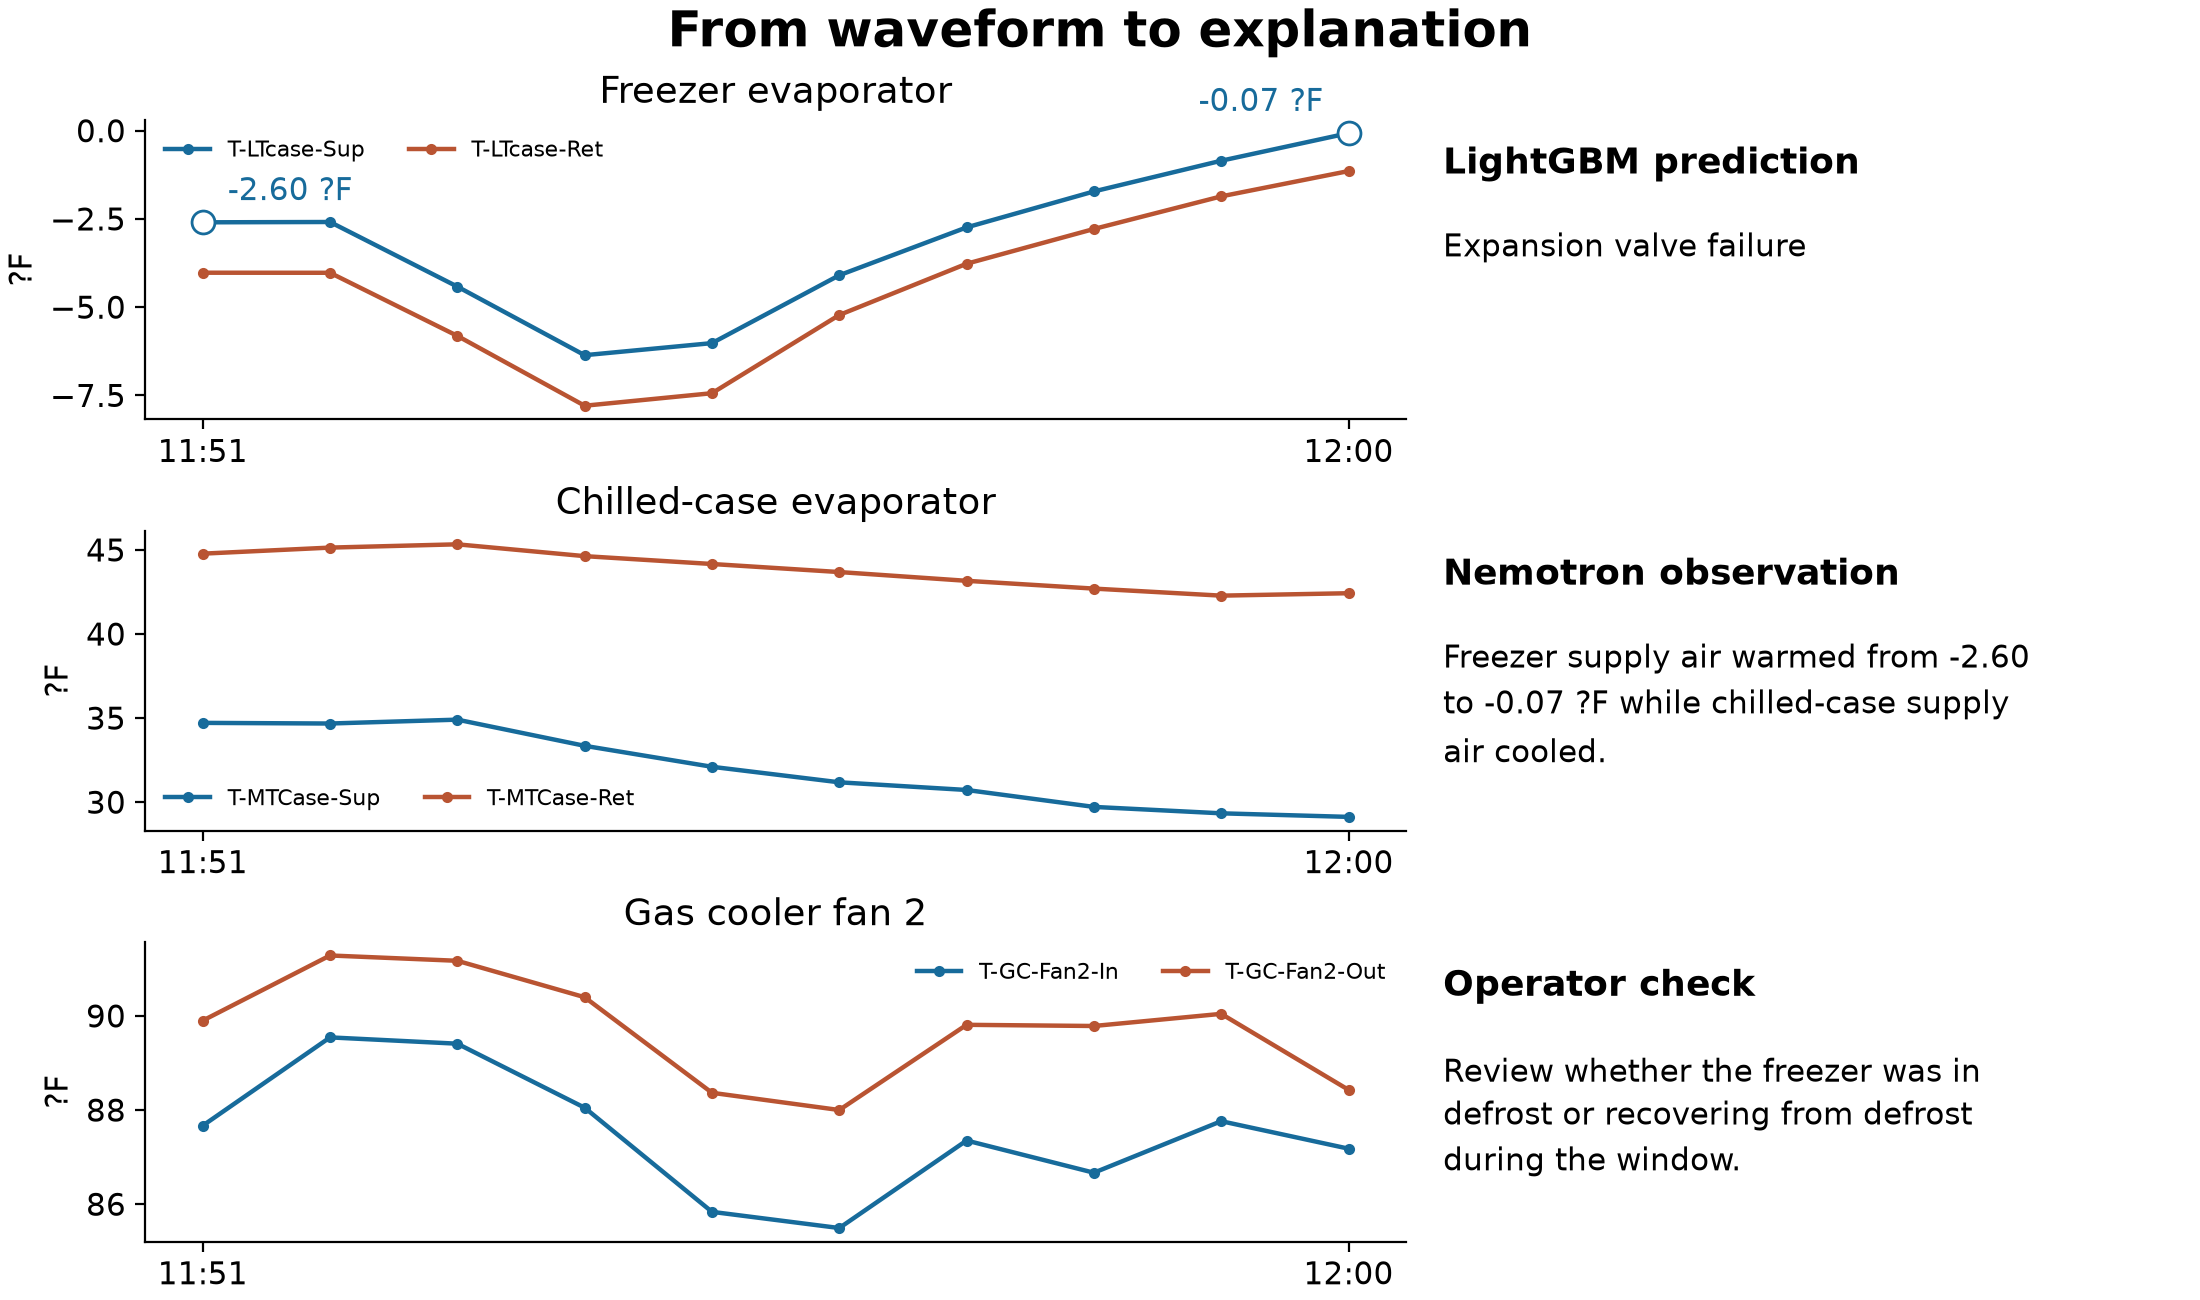 From waveform to explanation
Freezer evaporator
-0.07 ?F
0.0
T-LTcase-Sup
T-LTcase-Ret
-2.60 ?F
−2.5
?F
−5.0
−7.5
11:51
12:00
LightGBM prediction
Expansion valve failure
Chilled-case evaporator
45
40
?F
35
30
T-MTCase-Sup
T-MTCase-Ret
11:51
12:00
Nemotron observation
Freezer supply air warmed from -2.60
to -0.07 ?F while chilled-case supply
air cooled.
Gas cooler fan 2
T-GC-Fan2-In
T-GC-Fan2-Out
90
?F
88
86
11:51
12:00
Operator check
Review whether the freezer was in
defrost or recovering from defrost
during the window.